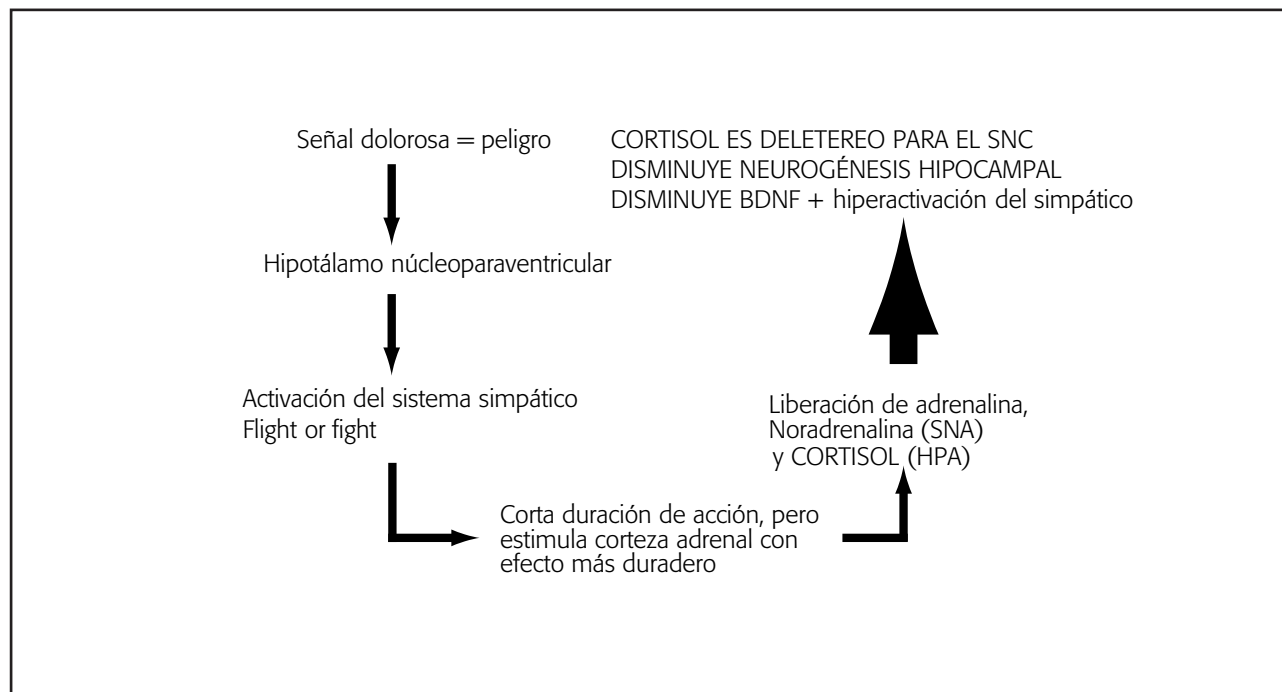 Señal dolorosa = peligro
Hipotálamo núcleoparaventricular
Activación del sistema simpático
Flight or fight
Corta duración de acción, pero
estimula corteza adrenal con
efecto más duradero
Liberación de adrenalina,
Noradrenalina (SNA)
y CORTISOL (HPA)
CORTISOL ES DELETEREO PARA EL SNC
DISMINUYE NEUROGÉNESIS HIPOCAMPAL
DISMINUYE BDNF + hiperactivación del simpático